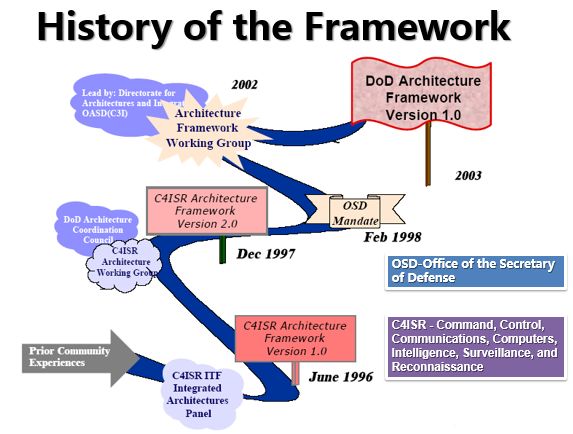 History of the Framework
2002
Lead by: Directorate for
Architectures and
OASD(C3I)
Architecture
Framework
Working Group
DoD Architecture
Framework
Version 1.0
2003
C4ISR Architecture
Framework
Version 2.0
OSD
Mandate
Feb 1998
DoD Architecture
Coordination
Council
C4ISR
Architecture
Working Group
Dec 1997
OSD-Office of the Secretary
of Defense
C4ISR Architecture
Framework
Version 1.0
C4ISR - Command, Control,
Communications, Computers,
Intelligence, Surveillance, and
Reconnaissance
Prior Community
Experiences
C4ISR ITF
Integrated
Architectures
Panel
June 1996